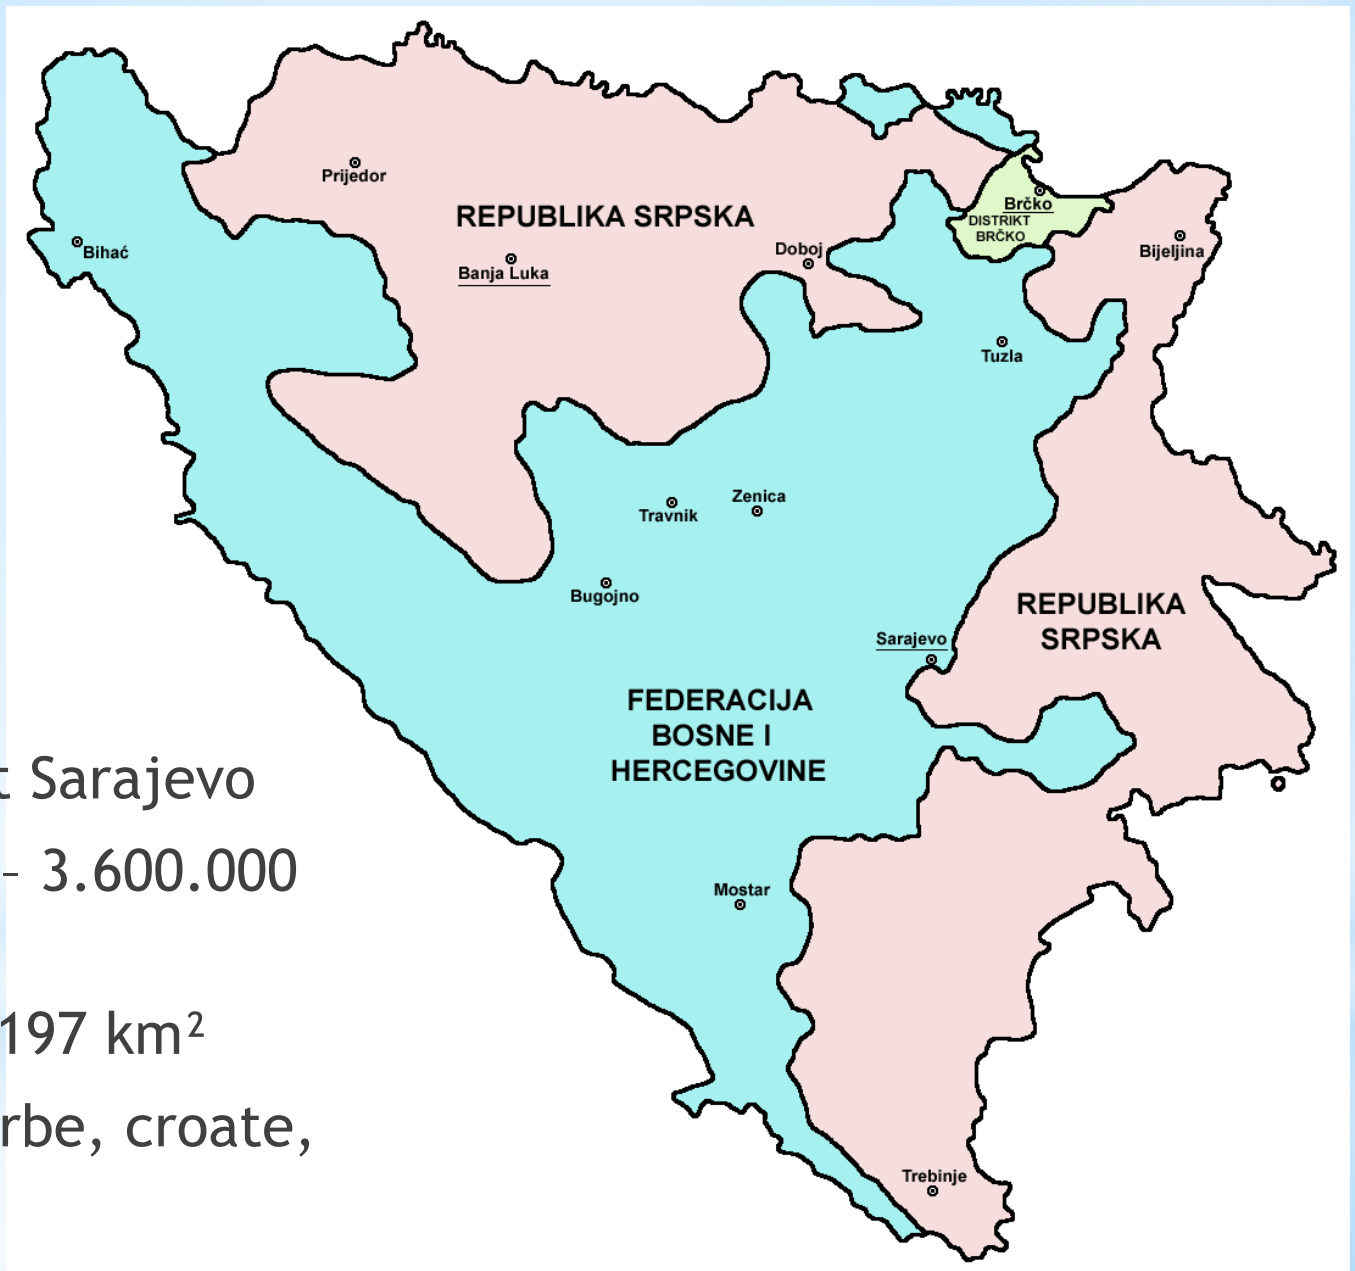 Prijedor
REPUBLIKA SRPSKA
Brčko
DISTRIKT
BRČKO
Bihać
Banja Luka
Doboj
Bijeljina
Tuzla
Travnik
Zenica
Bugojno
REPUBLIKA
SRPSKA
Sarajevo
FEDERACIJA
BOSNE I
HERCEGOVINE
Mostar
Trebinje
t Sarajevo
– 3.600.000
197 km²
rbe, croate,